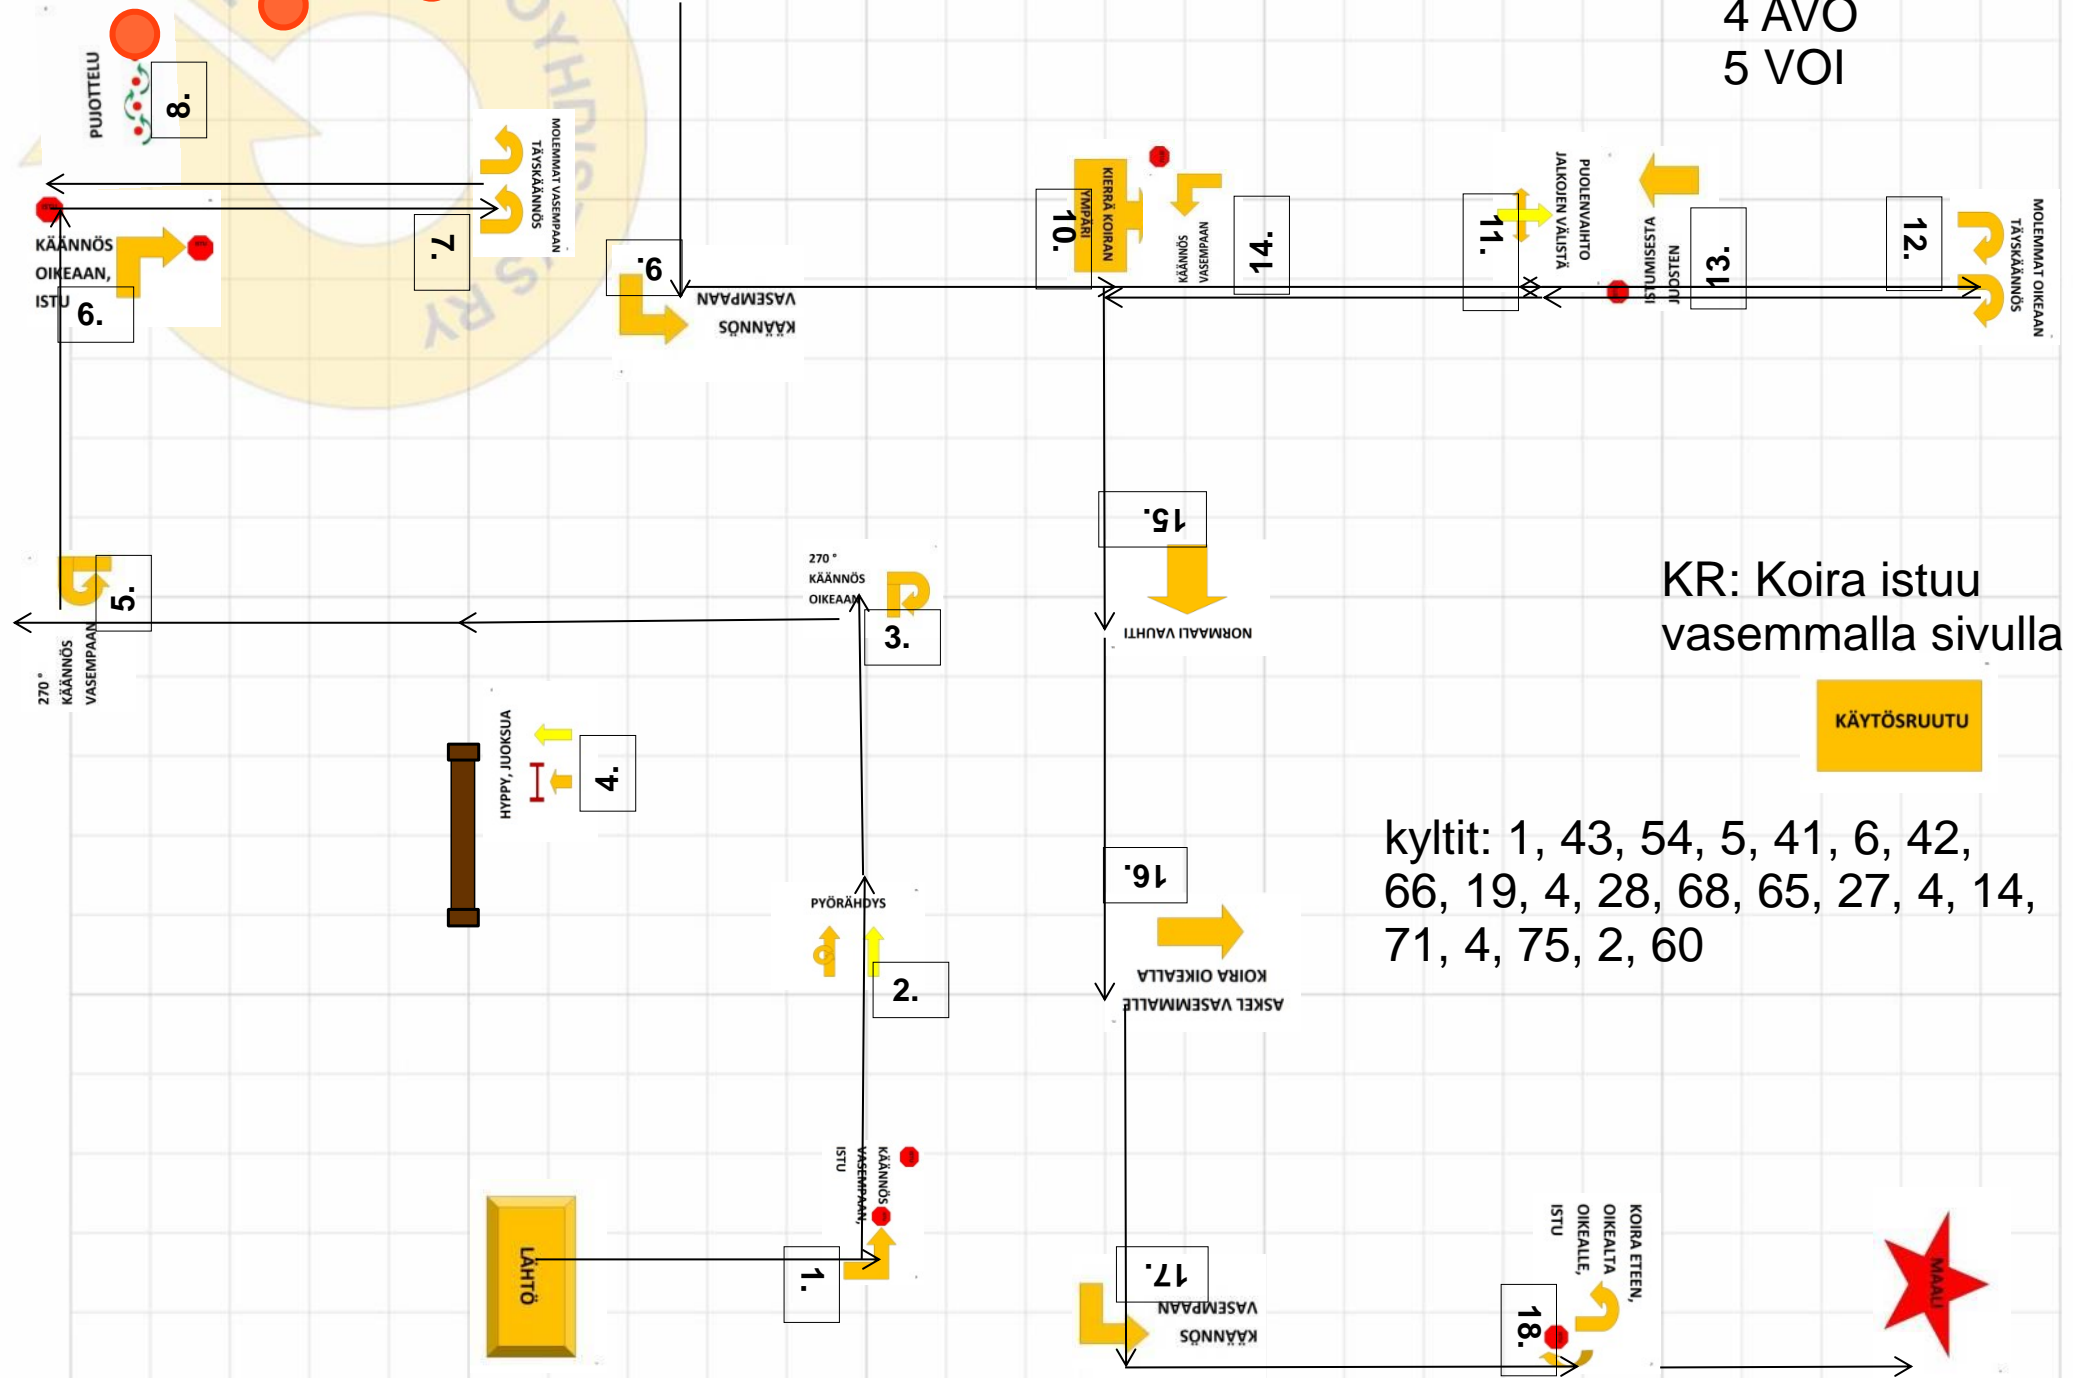 4 AVO
5 VOI
PUJOTTELU
8.
MOLEMMAT VASEMPAAN
TÄYSKÄÄNNÖS
7.
KÄÄNNÖS
OIKEAAN,
ISTU
6.
9.
KÄÄNNÖS
VASEMPAAN
YHDISTYS RY
10.
KIERRÄ KOIRAN
YMPÄRI
KÄÄNNÖS
VASEMPAAN
14.
11.
PUOLENVAIHTO
JALKOJEN VÄLISTÄ
JUOSTEN
ISTUMISESTA
13.
12.
MOLEMMAT OIKEAAN
TÄYSKÄÄNNÖS
15.
NORMAALI VAUHTI
5.
270 °
KÄÄNNÖS
VASEMPAAN
270 °
KÄÄNNÖS
OIKEAAN
3.
KR: Koira istuu
vasemmalla sivulla
KÄYTÖSRUUTU
HYPPY, JUOKSUA
4.
kyltit: 1, 43, 54, 5, 41, 6, 42,
66, 19, 4, 28, 68, 65, 27, 4, 14,
71, 4, 75, 2, 60
16.
ASKEL VASEMMALLE
KOIRA OIKEALLA
PYÖRÄHDYS
2.
KÄÄNNÖS
VASEMPAAN,
ISTU
1.
LÄHTÖ
17.
KÄÄNNÖS
VASEMPAAN
KOIRA ETEEN,
OIKEALTA
OIKEALLE,
ISTU
18.
MAALI